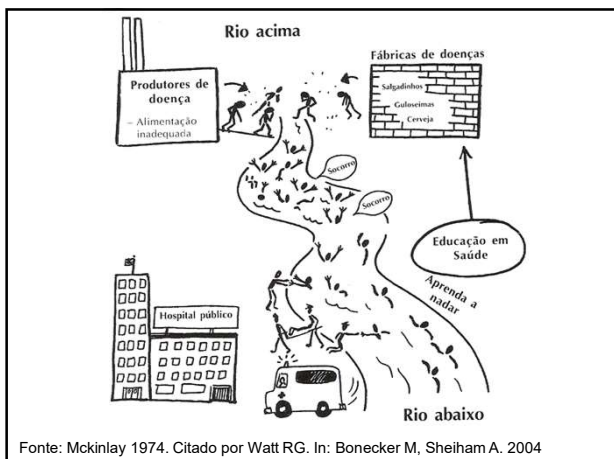 Rio acima
Produtores de
doença
– Alimentação
inadequada
Fábricas de doenças
Salgadinhos
Guloseimas
Cerveja
Socorro
Socorro
Educação em
Saúde
Aprenda a
nadar
Hospital público
Rio abaixo
Fonte: Mckinlay 1974. Citado por Watt RG. In: Bonecker M, Sheiham A. 2004